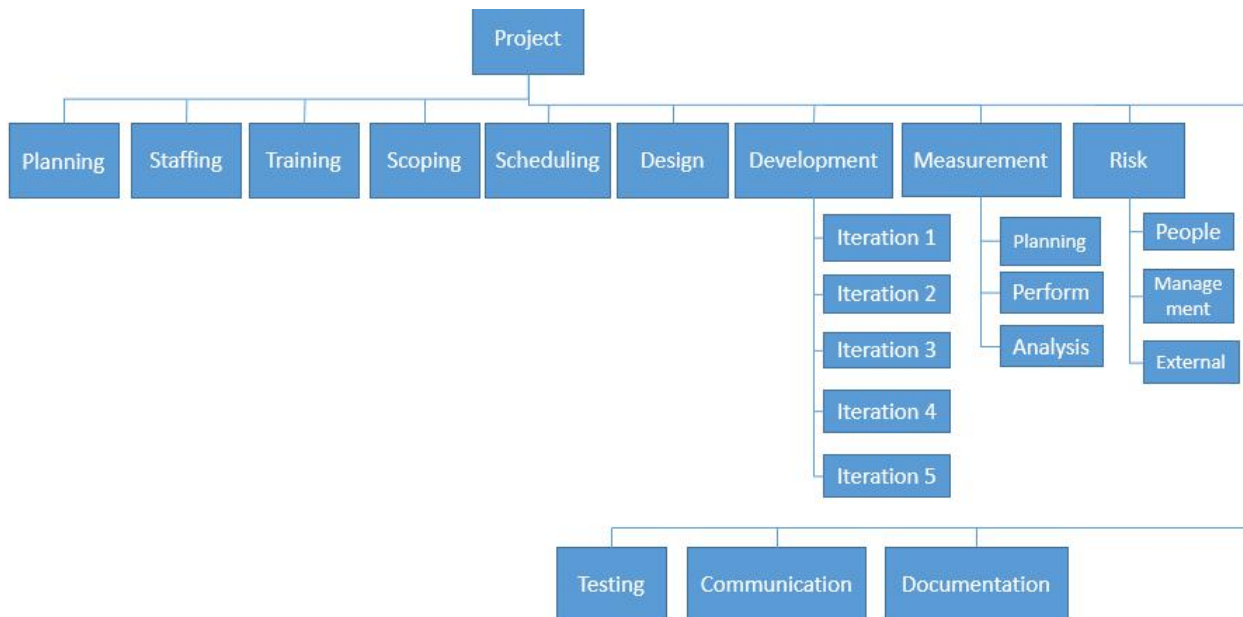 Project
Planning
Staffing
Training
Scoping
Scheduling
Design
Development
Measurement
Risk
Iteration 1
Iteration 2
Iteration 3
Iteration 4
Iteration 5
Planning
Perform
Analysis
People
Manage
ment
External
Testing
Communication
Documentation